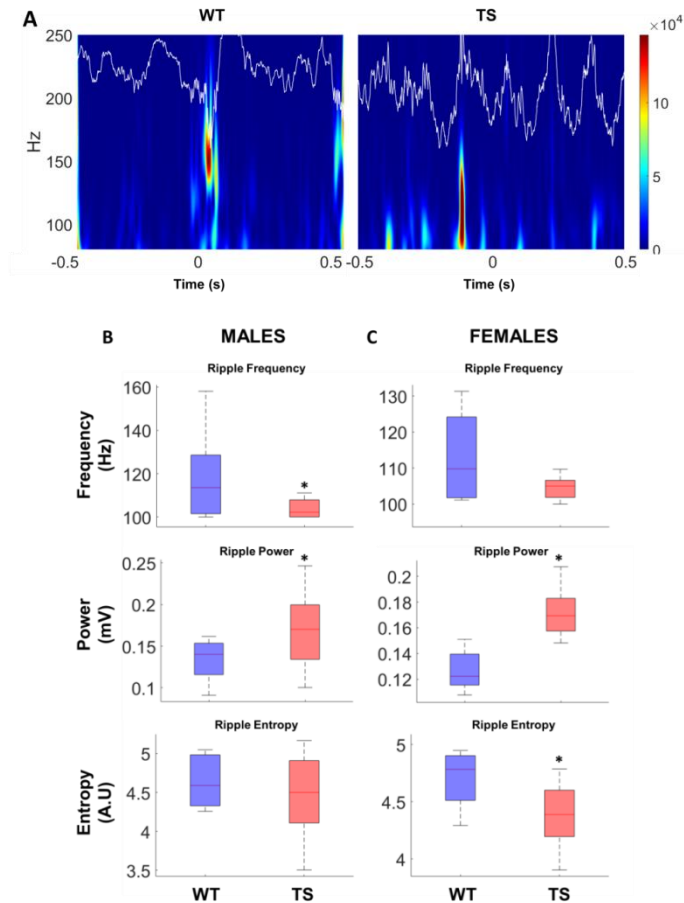 A
WT
TS
250
200
150
100
Hz
-0.5
0
0.5
Time (s)
-0.5
0
0.5
Time (s)
×10⁴
10
5
0
B
MALES
C
FEMALES
Ripple Frequency
Frequency
(Hz)
160
140
120
100
*
Ripple Frequency
130
120
110
100
Ripple Power
Power
(mV)
0.25
0.2
0.15
0.1
*
Ripple Power
0.2
0.18
0.16
0.14
0.12
*
Ripple Entropy
Entropy
(A.U)
5
4.5
4
3.5
Ripple Entropy
5
4.5
4
*
WT
TS
WT
TS